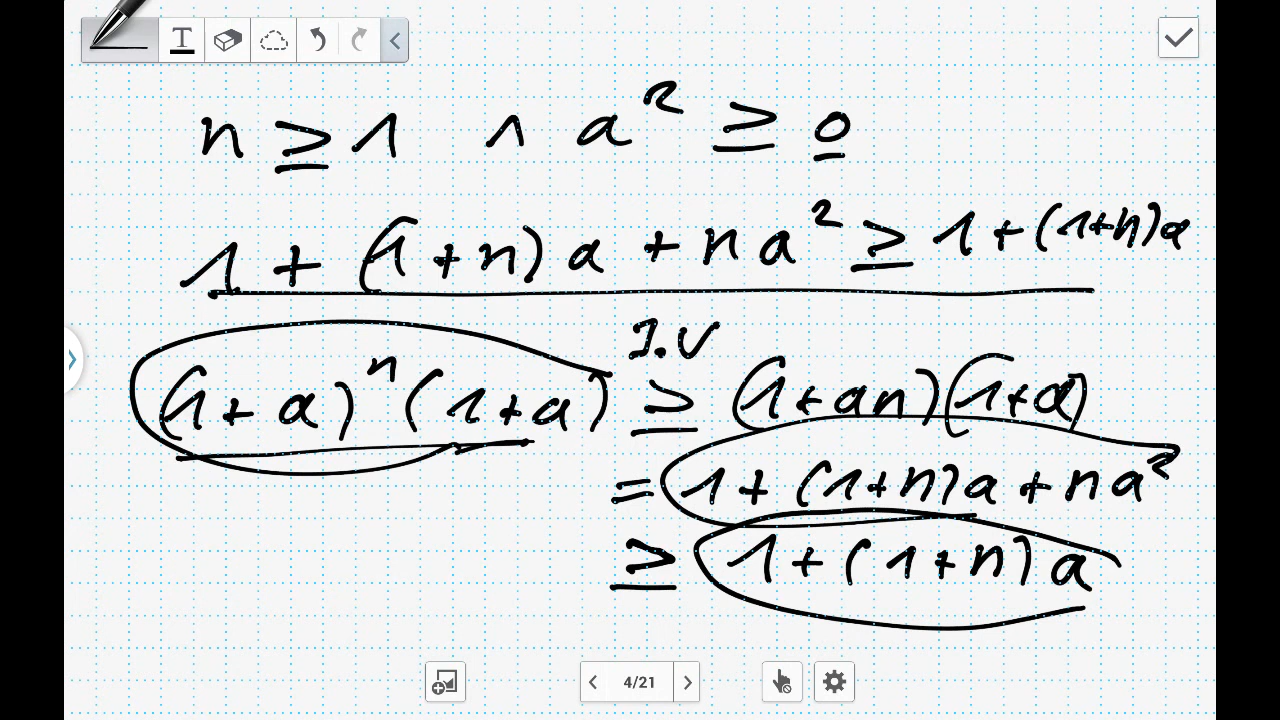 T
n ≥ 1 ∧ a² ≥ 0
1 + (1+n)a + na² ≥ 1+(1+n)a
I.V
(1+a)ⁿ(1+a) ≥ (1+an)(1+a)
= 1+(1+n)a+na²
≥ 1+(1+n)a
4/21